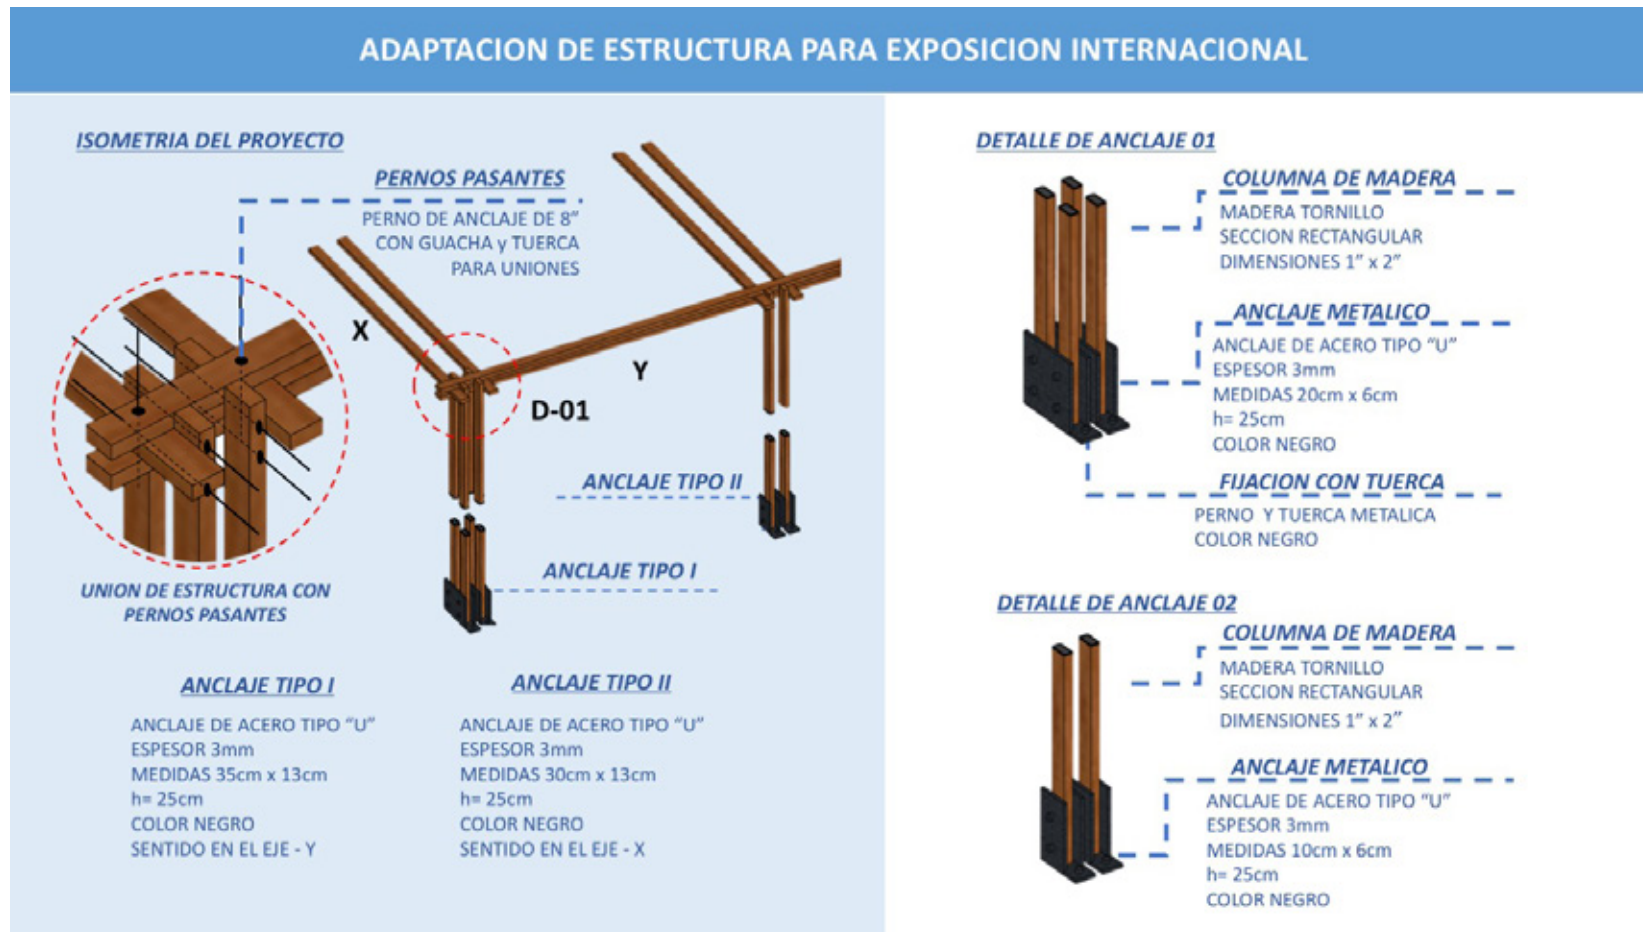 ADAPTACION DE ESTRUCTURA PARA EXPOSICION INTERNACIONAL
ISOMETRIA DEL PROYECTO
PERNOS PASANTES
PERNO DE ANCLAJE DE 8”
CON GUACHA y TUERCA
PARA UNIONES
X
Y
D-01
ANCLAJE TIPO II
ANCLAJE TIPO I
UNION DE ESTRUCTURA CON
PERNOS PASANTES
ANCLAJE TIPO I
ANCLAJE DE ACERO TIPO “U”
ESPESOR 3mm
MEDIDAS 35cm x 13cm
h= 25cm
COLOR NEGRO
SENTIDO EN EL EJE - Y
ANCLAJE TIPO II
ANCLAJE DE ACERO TIPO “U”
ESPESOR 3mm
MEDIDAS 30cm x 13cm
h= 25cm
COLOR NEGRO
SENTIDO EN EL EJE - X
DETALLE DE ANCLAJE 01
COLUMNA DE MADERA
MADERA TORNILLO
SECCION RECTANGULAR
DIMENSIONES 1” x 2”
ANCLAJE METALICO
ANCLAJE DE ACERO TIPO “U”
ESPESOR 3mm
MEDIDAS 20cm x 6cm
h= 25cm
COLOR NEGRO
FIJACION CON TUERCA
PERNO Y TUERCA METALICA
COLOR NEGRO
DETALLE DE ANCLAJE 02
COLUMNA DE MADERA
MADERA TORNILLO
SECCION RECTANGULAR
DIMENSIONES 1” x 2”
ANCLAJE METALICO
ANCLAJE DE ACERO TIPO “U”
ESPESOR 3mm
MEDIDAS 10cm x 6cm
h= 25cm
COLOR NEGRO